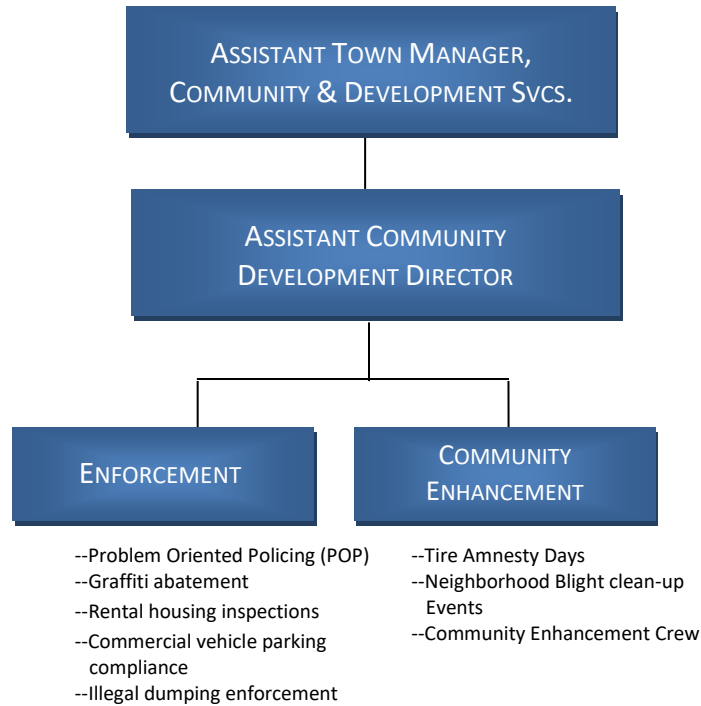 ASSISTANT TOWN MANAGER,
COMMUNITY & DEVELOPMENT SVCS.
ASSISTANT COMMUNITY
DEVELOPMENT DIRECTOR
ENFORCEMENT
--Problem Oriented Policing (POP)
--Graffiti abatement
--Rental housing inspections
--Commercial vehicle parking
compliance
--Illegal dumping enforcement
COMMUNITY
ENHANCEMENT
--Tire Amnesty Days
--Neighborhood Blight clean-up
Events
--Community Enhancement Crew